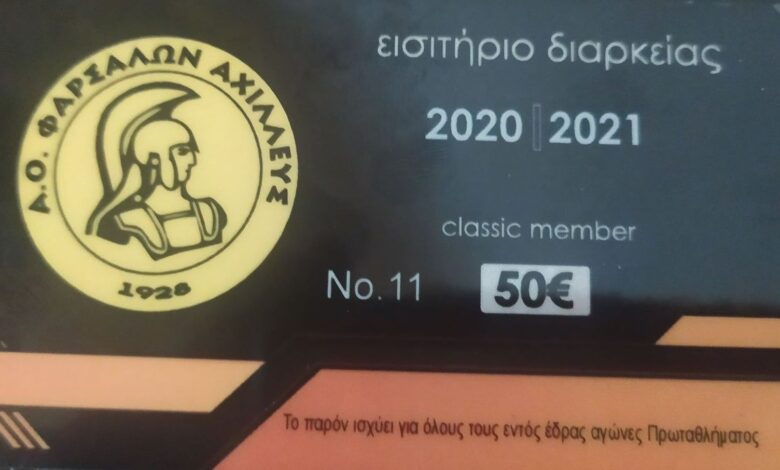 Α.Ο. ΦΑΡΣΑΛΩΝ ΑΧΙΛΛΕΥΣ
1928
εισιτήριο διαρκείας
2020 | 2021
classic member
No.11
50€
Το παρόν ισχύει για όλους τους εντός έδρας αγώνες Πρωταθλήματος